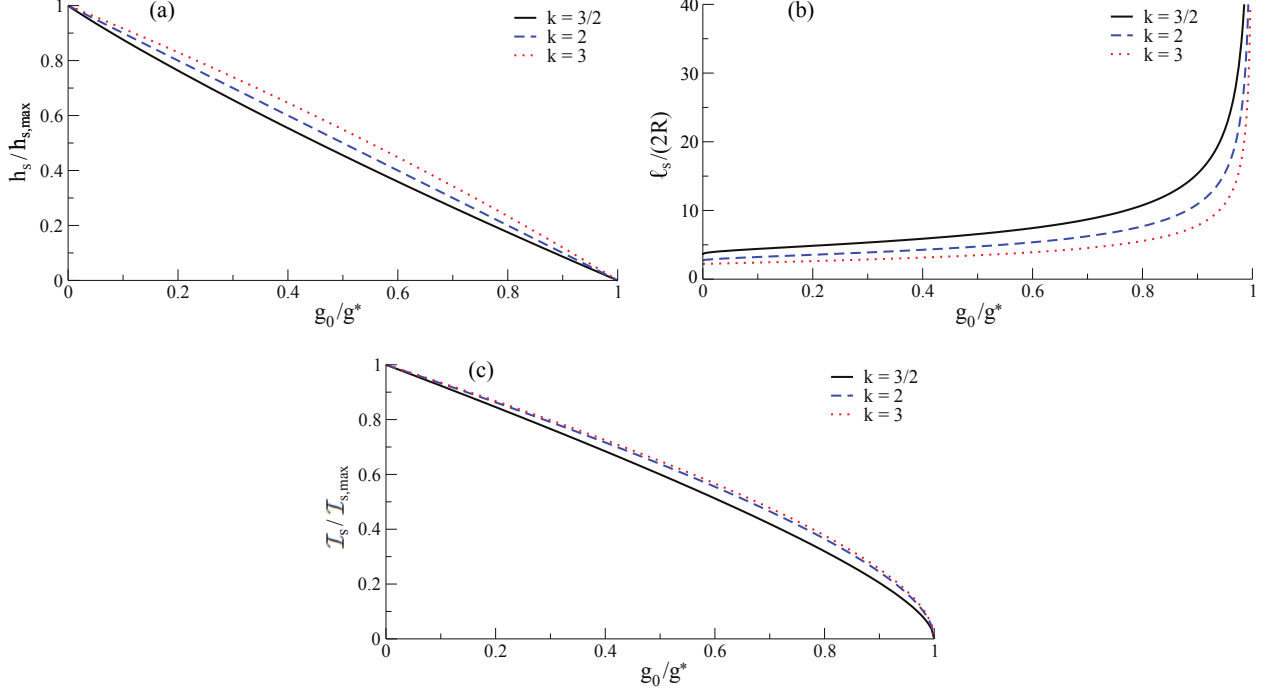 (a)
k = 3/2
k = 2
k = 3
1
0.8
0.6
0.4
0.2
0
h_s / h_s,max
0 0.2 0.4 0.6 0.8 1
g_0/g*
(b)
k = 3/2
k = 2
k = 3
40
30
20
10
0
ℓ_s/(2R)
0 0.2 0.4 0.6 0.8 1
g_0/g*
(c)
k = 3/2
k = 2
k = 3
1
0.8
0.6
0.4
0.2
0
ℐ_s / ℐ_s,max
0 0.2 0.4 0.6 0.8 1
g_0/g*